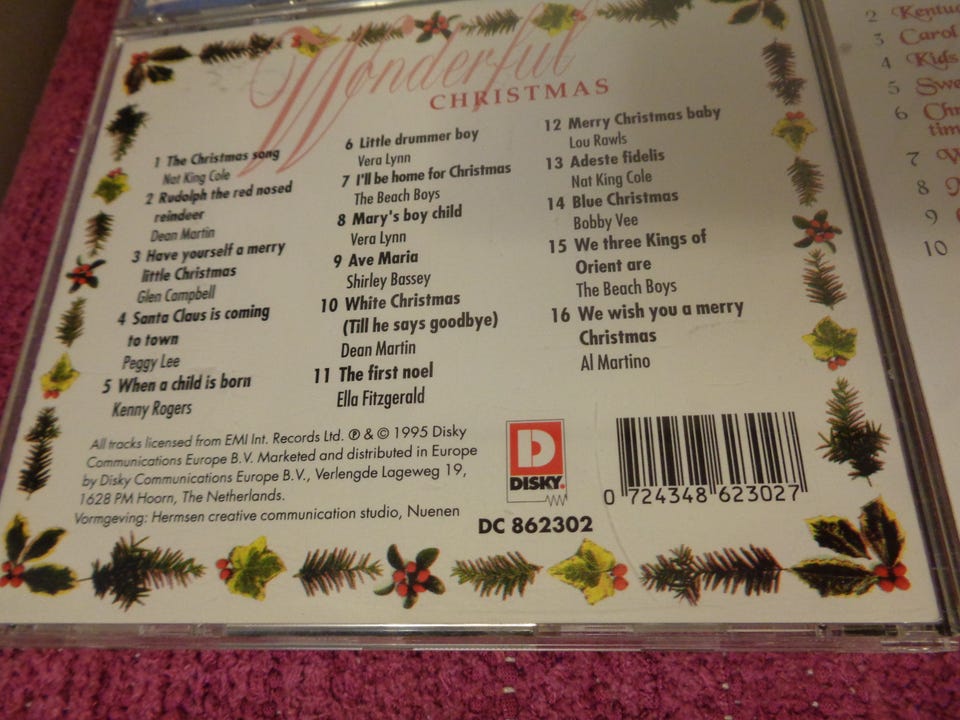 Wonderful
CHRISTMAS
1 The Christmas song
Nat King Cole
2 Rudolph the red nosed
reindeer
Dean Martin
3 Have yourself a merry
little Christmas
Glen Campbell
4 Santa Claus is coming
to town
Peggy Lee
5 When a child is born
Kenny Rogers
6 Little drummer boy
Vera Lynn
7 I'll be home for Christmas
The Beach Boys
8 Mary's boy child
Vera Lynn
9 Ave Maria
Shirley Bassey
10 White Christmas
(Till he says goodbye)
Dean Martin
11 The first noel
Ella Fitzgerald
12 Merry Christmas baby
Lou Rawls
13 Adeste fidelis
Nat King Cole
14 Blue Christmas
Bobby Vee
15 We three Kings of
Orient are
The Beach Boys
16 We wish you a merry
Christmas
Al Martino
All tracks licensed from EMI Int. Records Ltd. ℗ & © 1995 Disky
Communications Europe B.V. Marketed and distributed in Europe
by Disky Communications Europe B.V., Verlengde Lageweg 19,
1628 PM Hoorn, The Netherlands.
Vormgeving: Hermsen creative communication studio, Nuenen
D
DISKY.
DC 862302
0 724348 623027
2
3 Carol
4 Kids
5
6
7
8
9
10